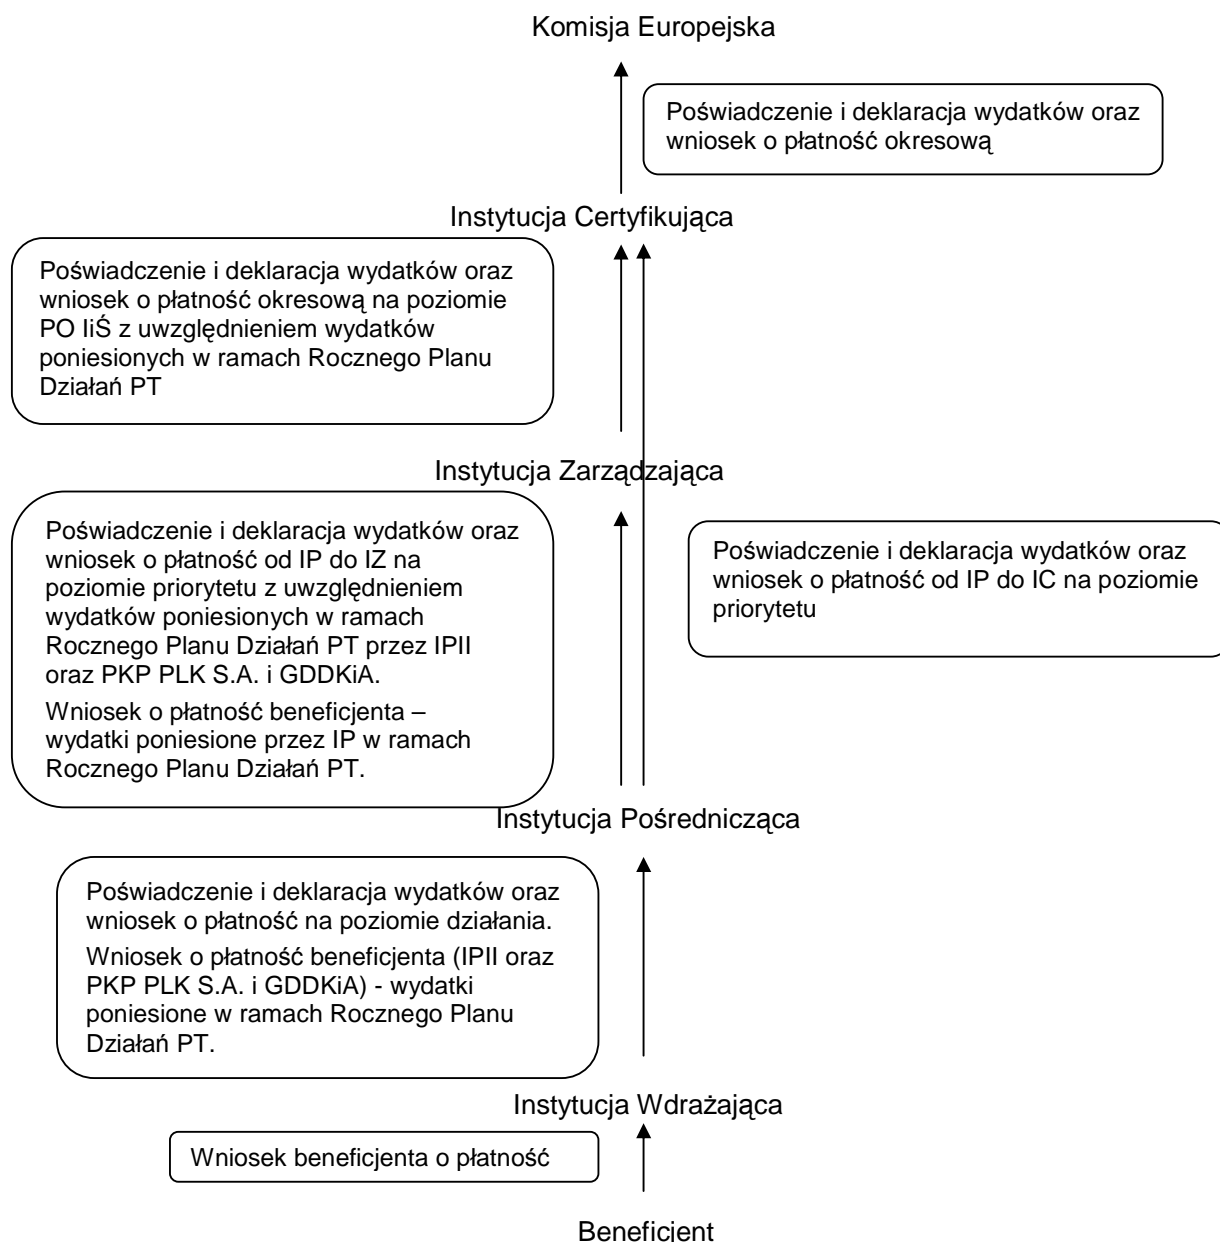 Komisja Europejska
Poświadczenie i deklaracja wydatków oraz
wniosek o płatność okresową
Instytucja Certyfikująca
Poświadczenie i deklaracja wydatków oraz
wniosek o płatność okresową na poziomie
PO IiŚ z uwzględnieniem wydatków
poniesionych w ramach Rocznego Planu
Działań PT
Instytucja Zarządzająca
Poświadczenie i deklaracja wydatków oraz
wniosek o płatność od IP do IZ na
poziomie priorytetu z uwzględnieniem
wydatków poniesionych w ramach
Rocznego Planu Działań PT przez IPII
oraz PKP PLK S.A. i GDDKiA.
Wniosek o płatność beneficjenta –
wydatki poniesione przez IP w ramach
Rocznego Planu Działań PT.
Poświadczenie i deklaracja wydatków oraz
wniosek o płatność od IP do IC na poziomie
priorytetu
Instytucja Pośrednicząca
Poświadczenie i deklaracja wydatków oraz
wniosek o płatność na poziomie działania.
Wniosek o płatność beneficjenta (IPII oraz
PKP PLK S.A. i GDDKiA) - wydatki
poniesione w ramach Rocznego Planu
Działań PT.
Instytucja Wdrażająca
Wniosek beneficjenta o płatność
Beneficjent